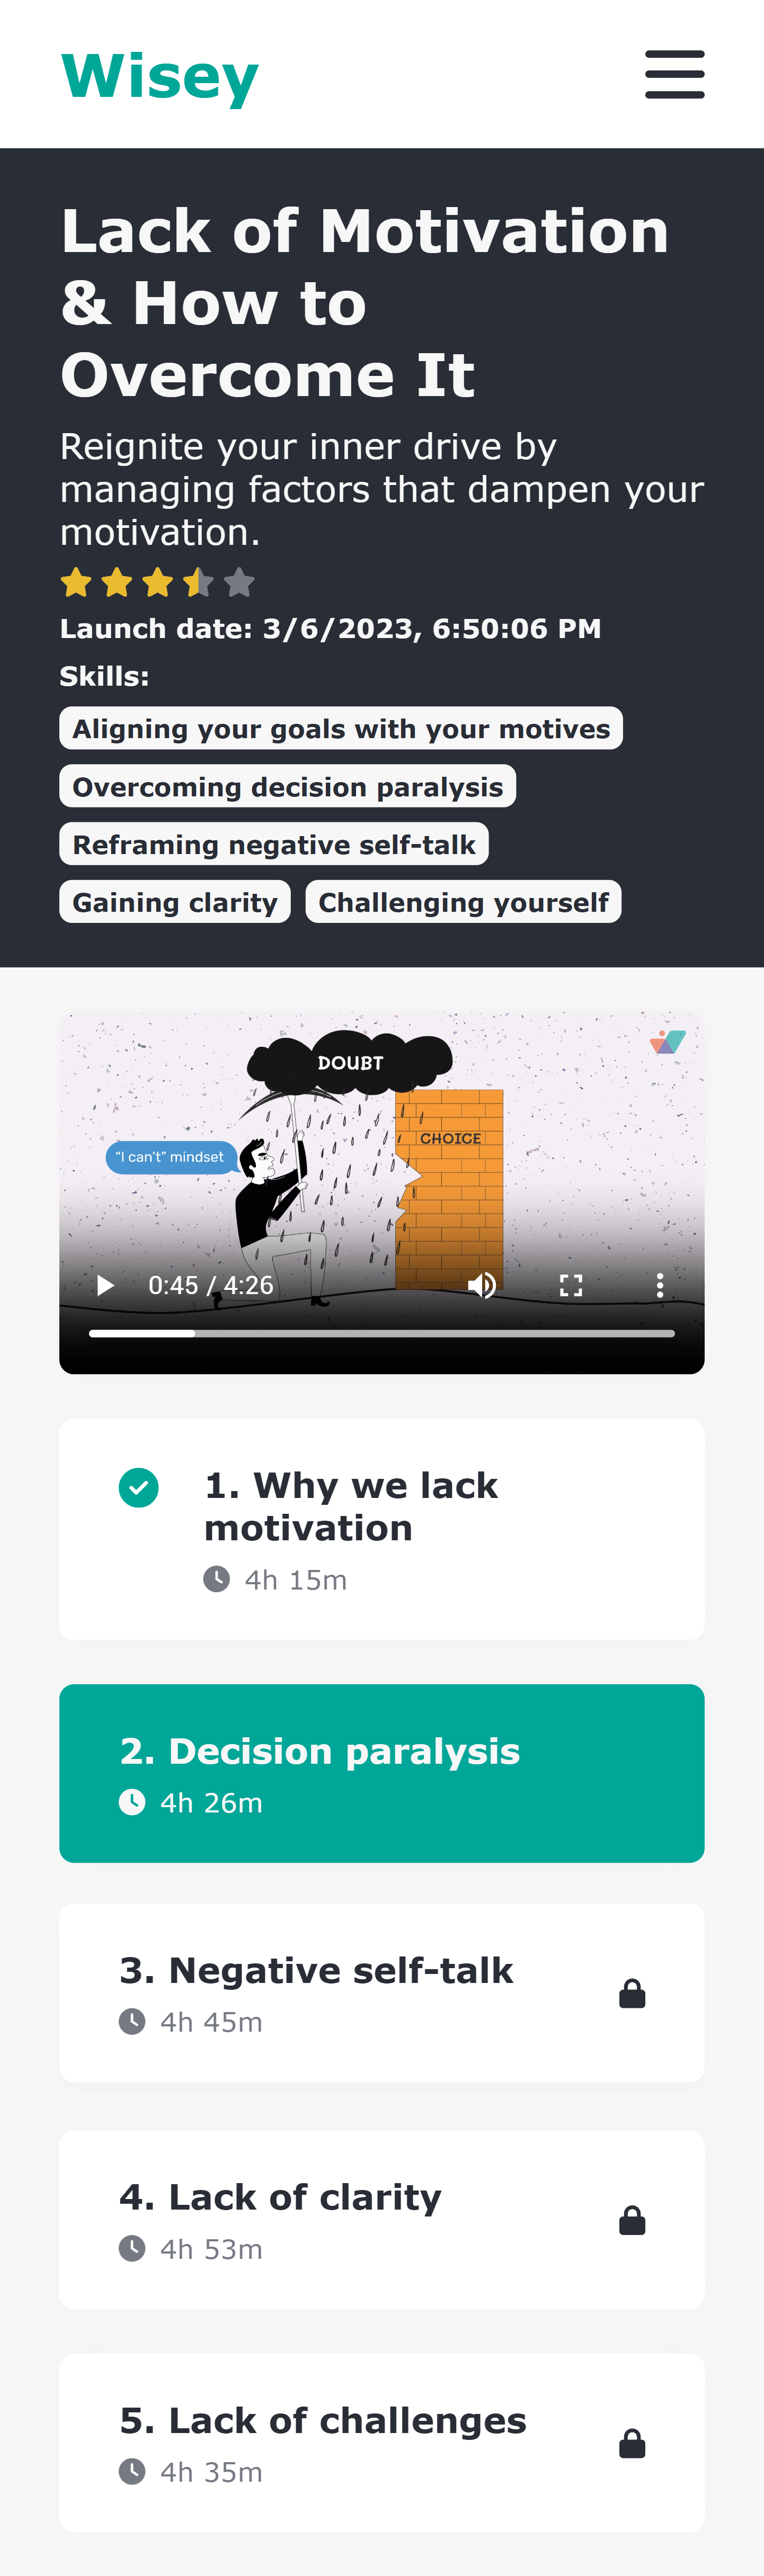 Wisey
Lack of Motivation
& How to
Overcome It
Reignite your inner drive by
managing factors that dampen your
motivation.
Launch date: 3/6/2023, 6:50:06 PM
Skills:
Aligning your goals with your motives
Overcoming decision paralysis
Reframing negative self-talk
Gaining clarity
Challenging yourself
DOUBT
CHOICE
“I can’t” mindset
0:45 / 4:26
1. Why we lack
motivation
4h 15m
2. Decision paralysis
4h 26m
3. Negative self-talk
4h 45m
4. Lack of clarity
4h 53m
5. Lack of challenges
4h 35m